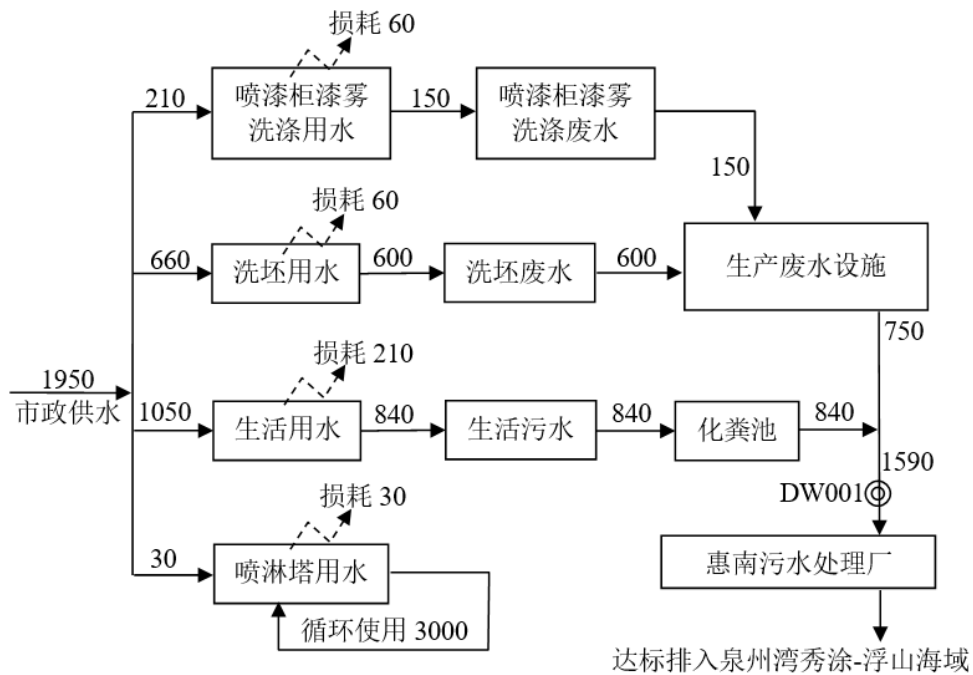 损耗 60
210
喷漆柜漆雾
洗涤用水
150
喷漆柜漆雾
洗涤废水
150
损耗 60
660
洗坯用水
600
洗坯废水
600
生产废水设施
750
1950
市政供水
损耗 210
1050
生活用水
840
生活污水
840
化粪池
840
1590
DW001
损耗 30
30
喷淋塔用水
循环使用 3000
惠南污水处理厂
达标排入泉州湾秀涂-浮山海域